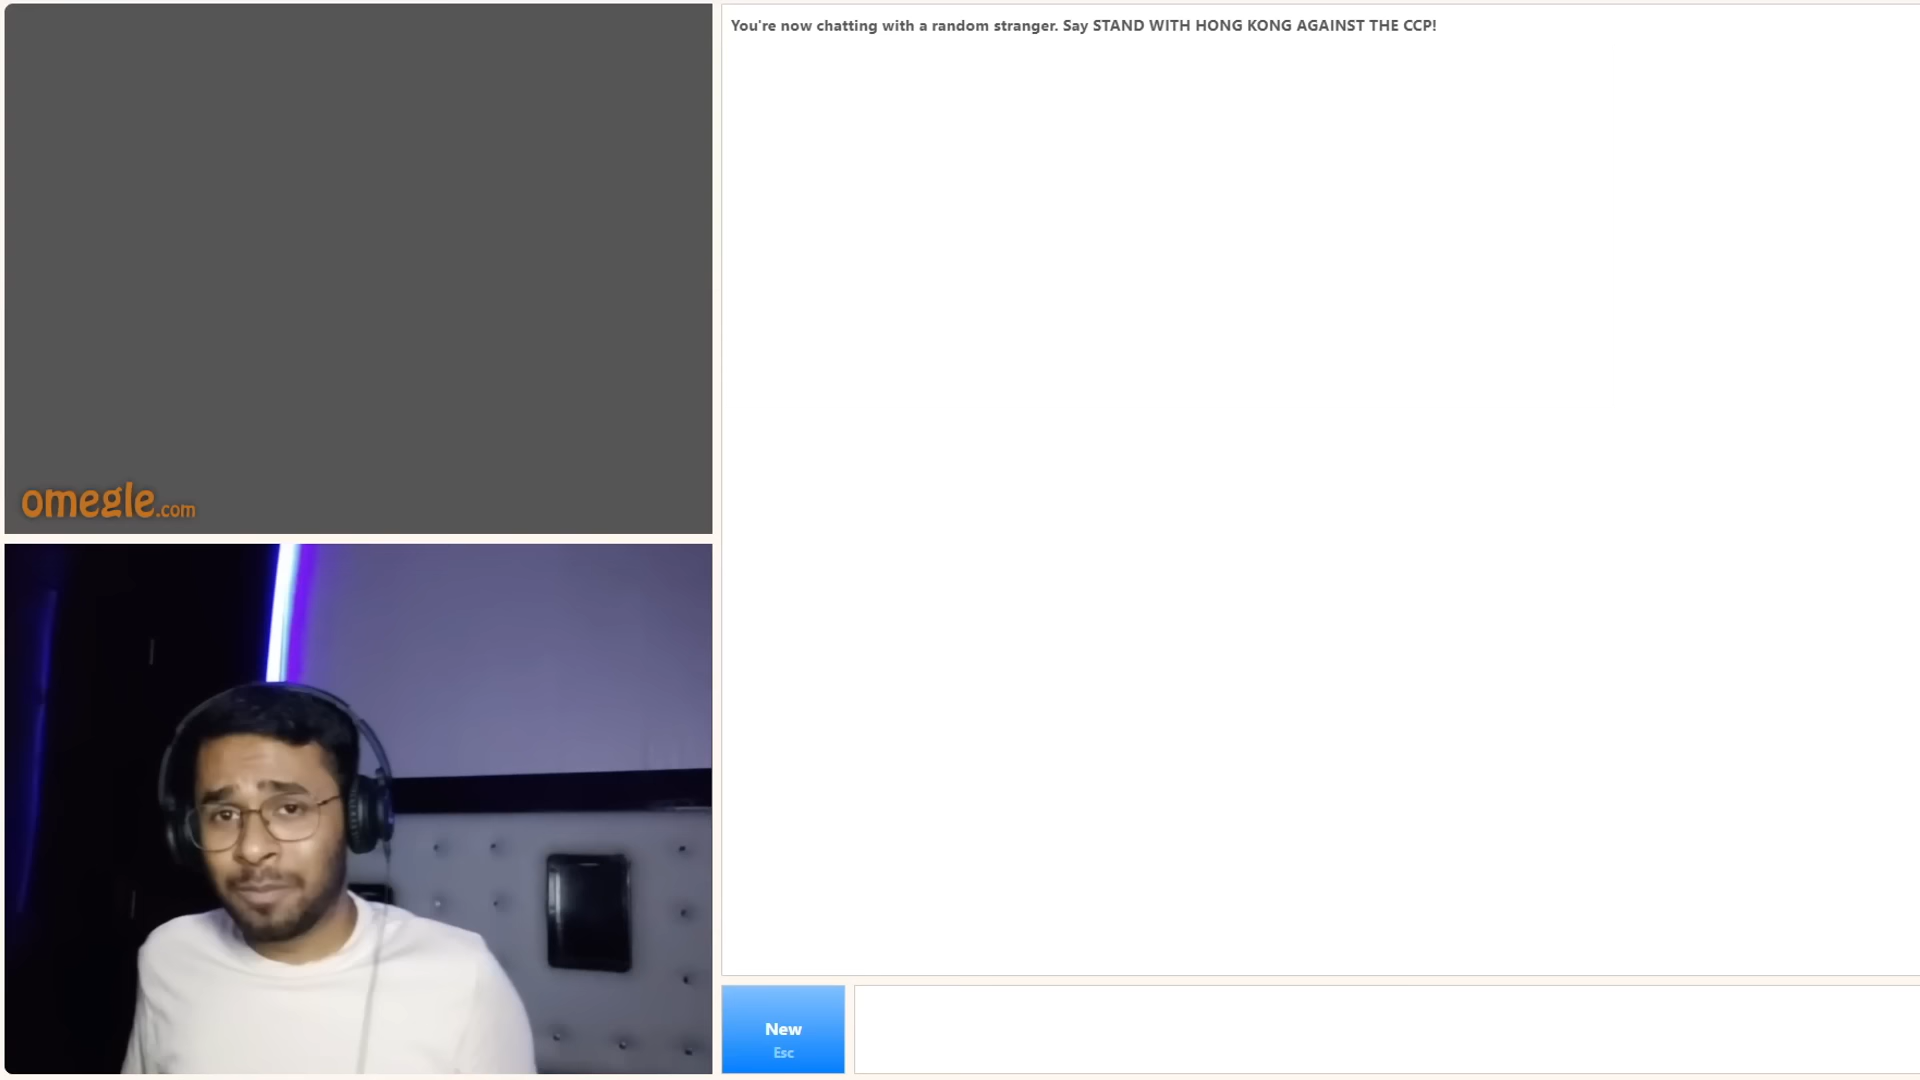 You're now chatting with a random stranger. Say STAND WITH HONG KONG AGAINST THE CCP!
omegle.com
New
Esc